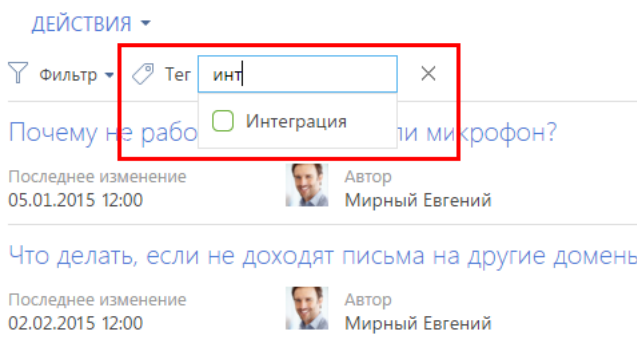 ДЕЙСТВИЯ
Фильтр Тег инт
Интеграция
Почему не рабо ли микрофон?
Последнее изменение Автор
05.01.2015 12:00 Мирный Евгений
Что делать, если не доходят письма на другие домень
Последнее изменение Автор
02.02.2015 12:00 Мирный Евгений